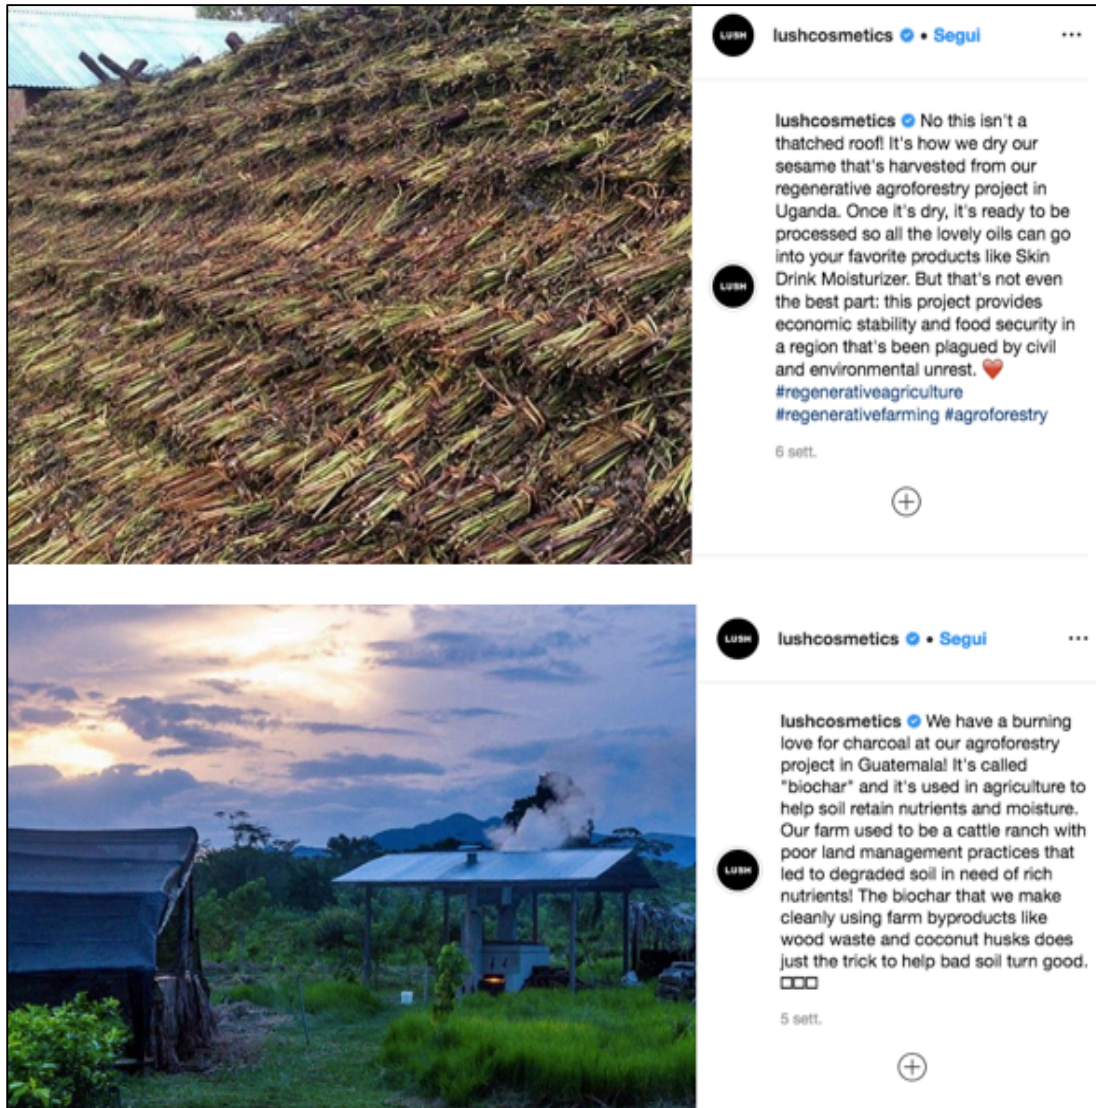 LUSH
lushcosmetics • Segui
LUSH
lushcosmetics No this isn't a
thatched roof! It's how we dry our
sesame that's harvested from our
regenerative agroforestry project in
Uganda. Once it's dry, it's ready to be
processed so all the lovely oils can go
into your favorite products like Skin
Drink Moisturizer. But that's not even
the best part: this project provides
economic stability and food security in
a region that's been plagued by civil
and environmental unrest. ❤️
#regenerativeagriculture
#regenerativefarming #agroforestry
6 sett.
LUSH
lushcosmetics • Segui
LUSH
lushcosmetics We have a burning
love for charcoal at our agroforestry
project in Guatemala! It's called
"biochar" and it's used in agriculture to
help soil retain nutrients and moisture.
Our farm used to be a cattle ranch with
poor land management practices that
led to degraded soil in need of rich
nutrients! The biochar that we make
cleanly using farm byproducts like
wood waste and coconut husks does
just the trick to help bad soil turn good.
□□□
5 sett.